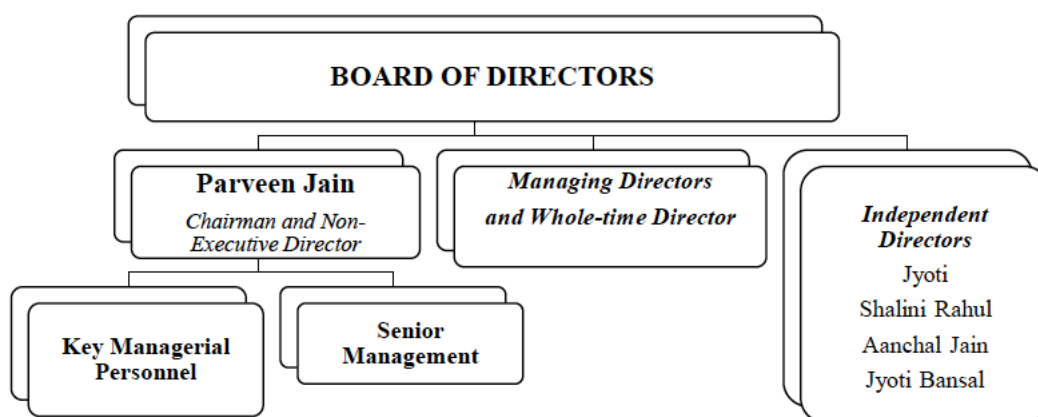 BOARD OF DIRECTORS
Parveen Jain
Chairman and Non-
Executive Director
Managing Directors
and Whole-time Director
Independent
Directors
Jyoti
Shalini Rahul
Aanchal Jain
Jyoti Bansal
Key Managerial
Personnel
Senior
Management